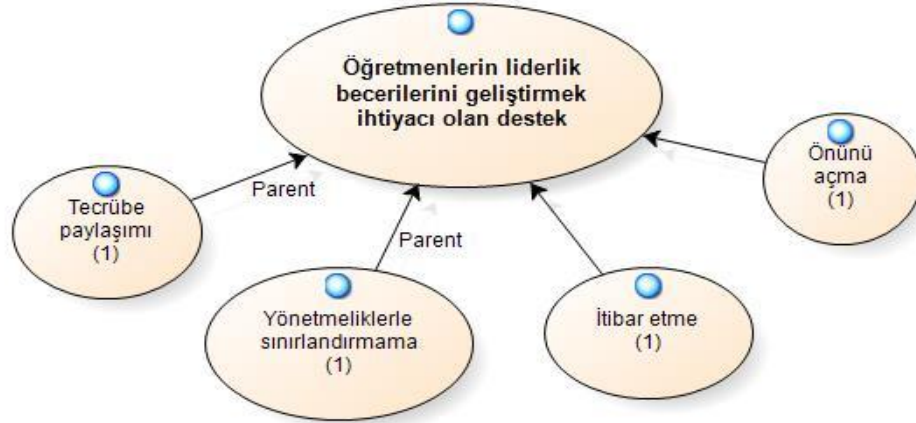 Öğretmenlerin liderlik
becerilerini geliştirmek
ihtiyacı olan destek
Önünü
açma
(1)
Tecrübe
paylaşımı
(1)
Parent
Parent
Yönetmeliklerle
sınırlandırmama
(1)
İtibar etme
(1)